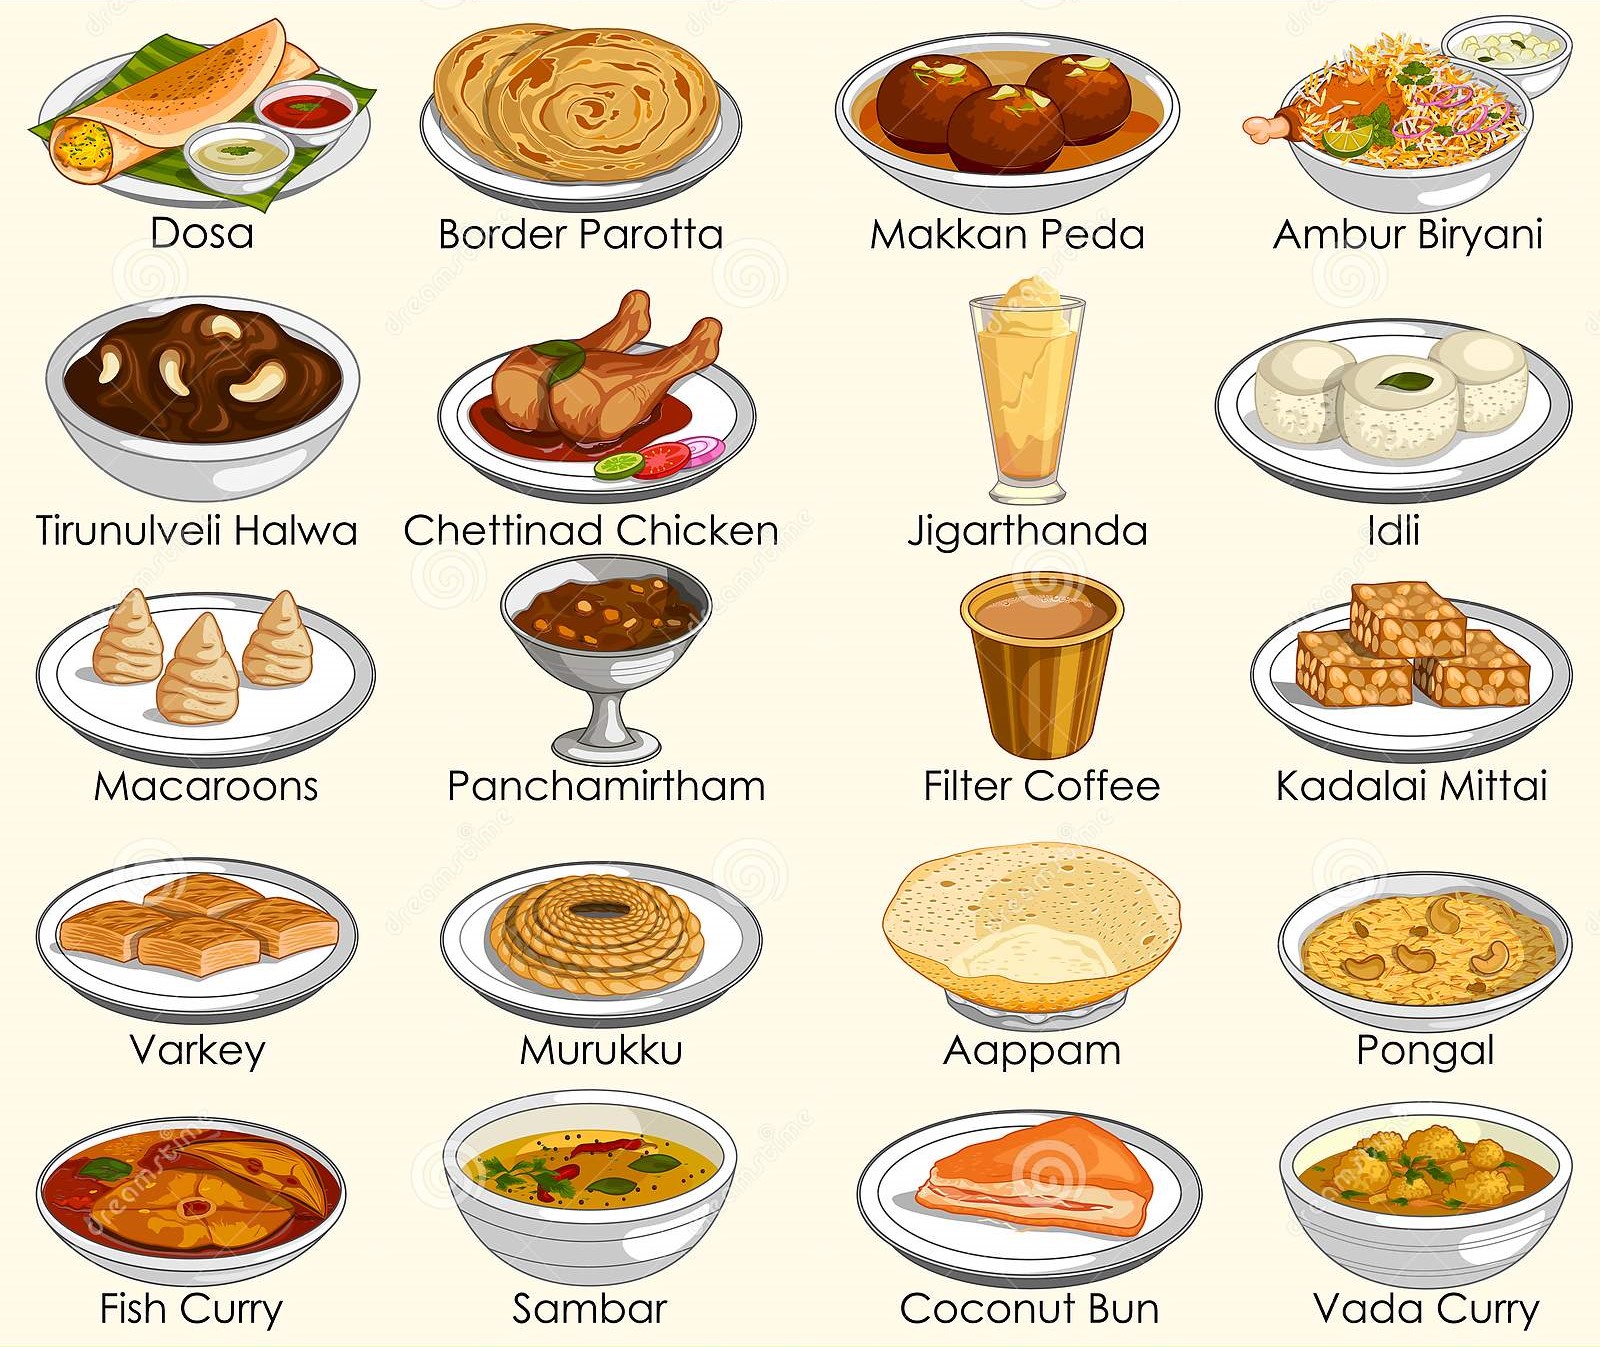 Dosa
Border Parotta
Makkan Peda
Ambur Biryani
Tirunulveli Halwa
Chettinad Chicken
Jigarthanda
Idli
Macaroons
Panchamirtham
Filter Coffee
Kadalai Mittai
Varkey
Murukku
Aappam
Pongal
Fish Curry
Sambar
Coconut Bun
Vada Curry
dreamstime